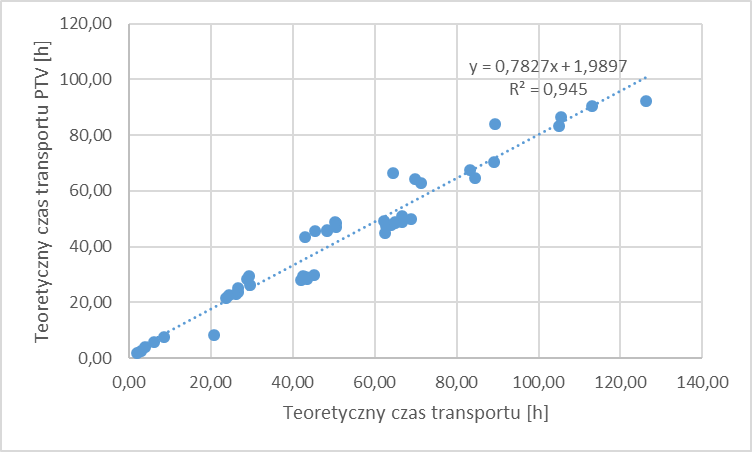 120,00
100,00
80,00
60,00
40,00
20,00
0,00
Teoretyczny czas transportu PTV [h]
y = 0,7827x + 1,9897
R² = 0,945
0,00 20,00 40,00 60,00 80,00 100,00 120,00 140,00
Teoretyczny czas transportu [h]